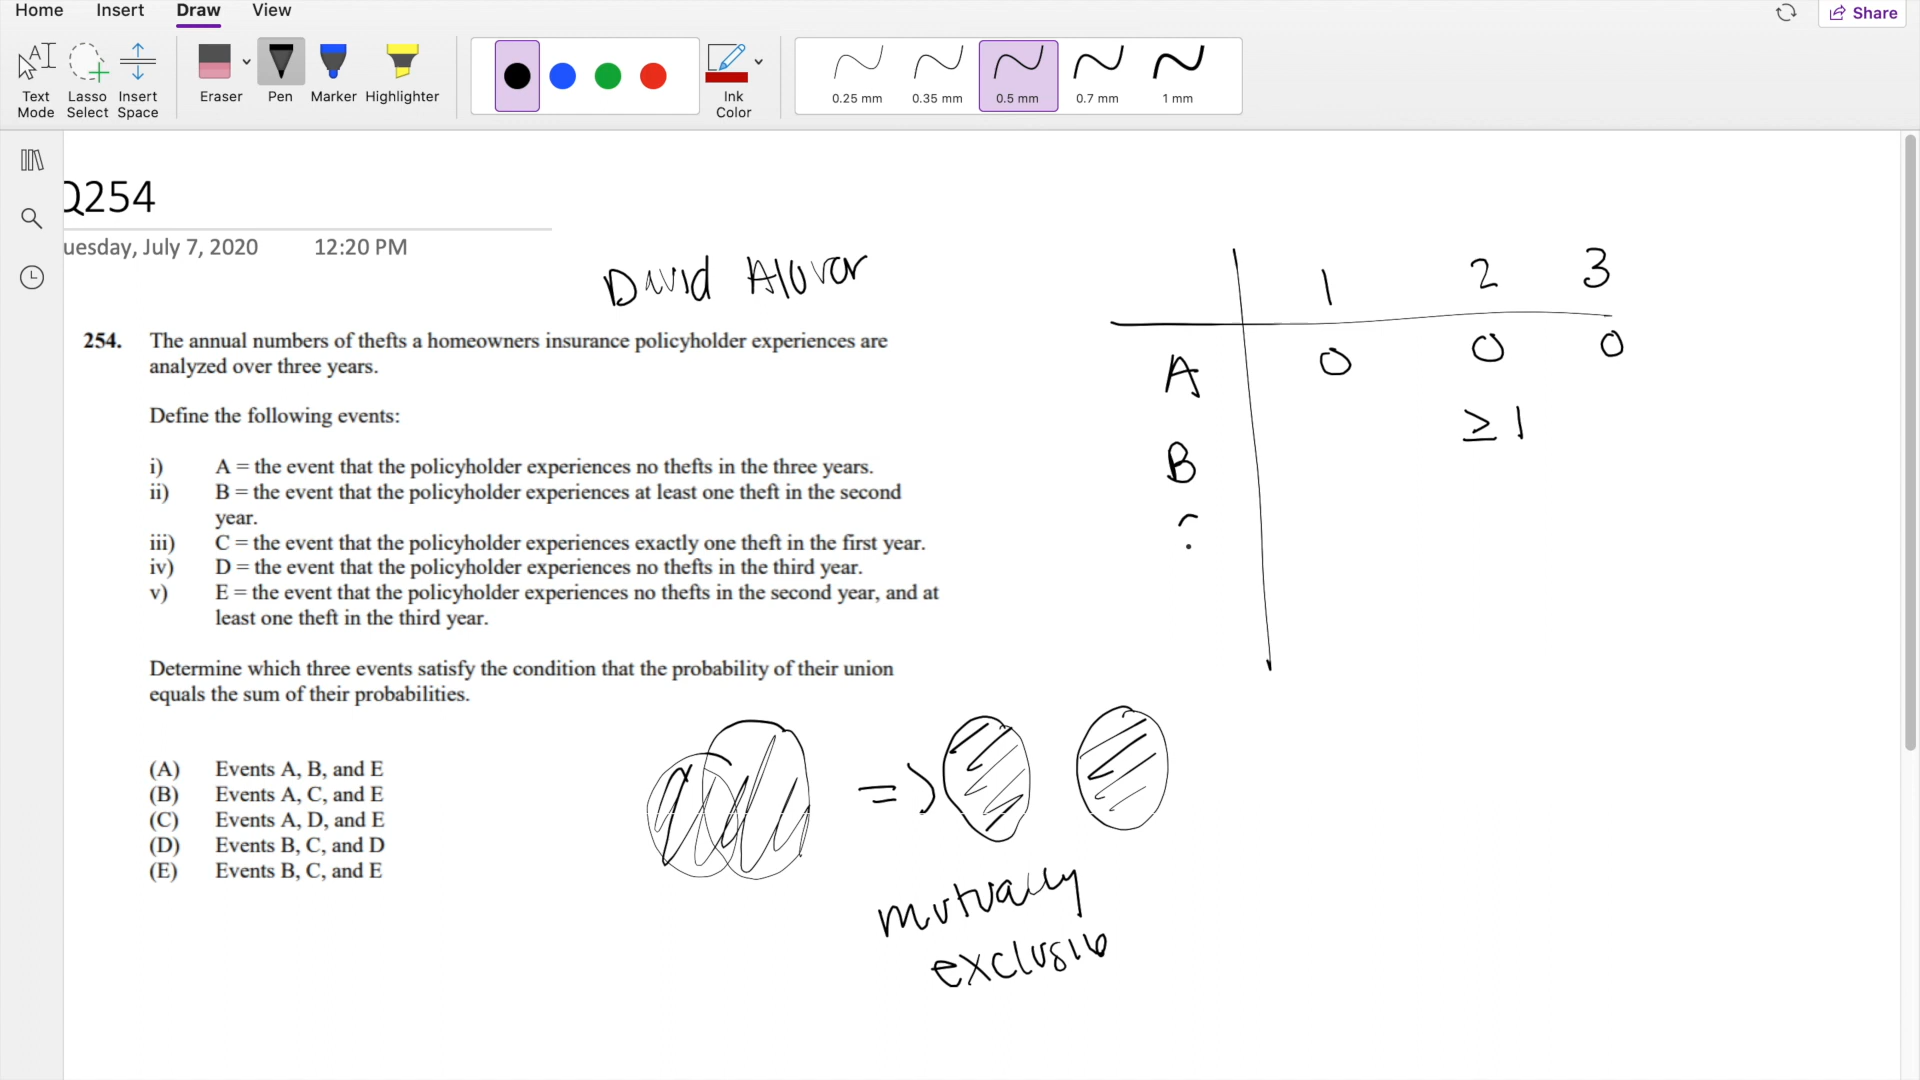 Home Insert Draw View
Share
Text Mode
Lasso Select
Insert Space
Eraser
Pen
Marker
Highlighter
Ink Color
0.25 mm
0.35 mm
0.5 mm
0.7 mm
1 mm
Q254
uesday, July 7, 2020 12:20 PM
David
1 2 3
A 0 0 0
B ≥ 1
254. The annual numbers of thefts a homeowners insurance policyholder experiences are
analyzed over three years.
Define the following events:
i) A = the event that the policyholder experiences no thefts in the three years.
ii) B = the event that the policyholder experiences at least one theft in the second
year.
iii) C = the event that the policyholder experiences exactly one theft in the first year.
iv) D = the event that the policyholder experiences no thefts in the third year.
v) E = the event that the policyholder experiences no thefts in the second year, and at
least one theft in the third year.
Determine which three events satisfy the condition that the probability of their union
equals the sum of their probabilities.
(A) Events A, B, and E
(B) Events A, C, and E
(C) Events A, D, and E
(D) Events B, C, and D
(E) Events B, C, and E
=
mutually
exclusiv